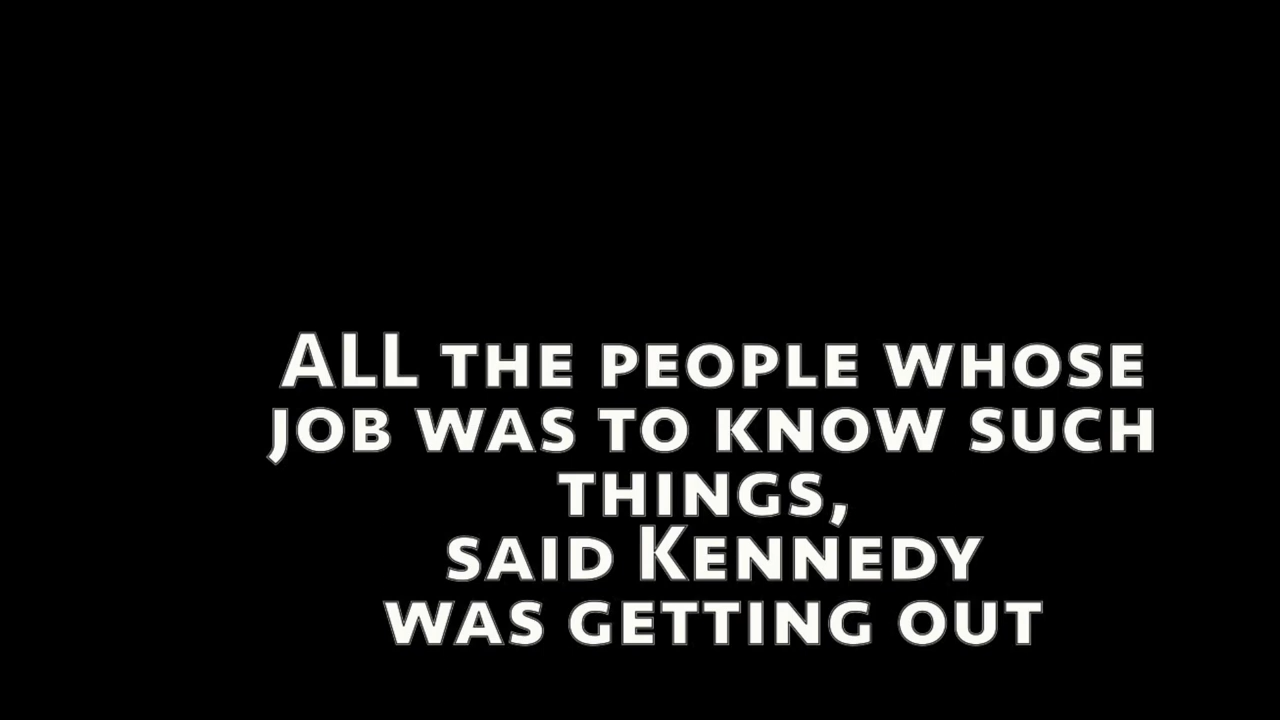 ALL the people whose
job was to know such
things,
said Kennedy
was getting out